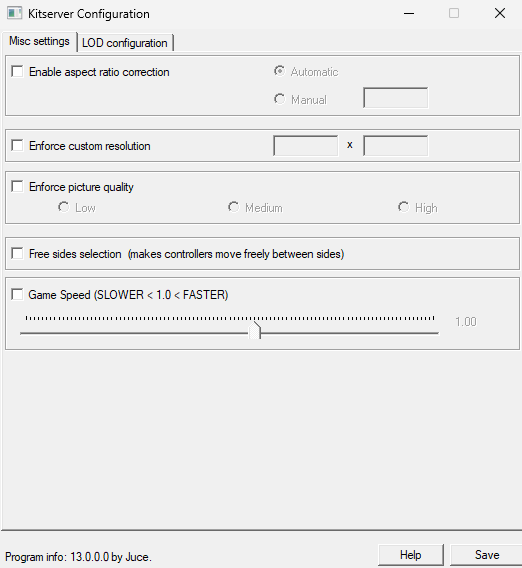 Kitserver Configuration
Misc settings
LOD configuration
Enable aspect ratio correction
Automatic
Manual
Enforce custom resolution
x
Enforce picture quality
Low
Medium
High
Free sides selection (makes controllers move freely between sides)
Game Speed (SLOWER < 1.0 < FASTER)
1.00
Program info: 13.0.0.0 by Juce.
Help
Save